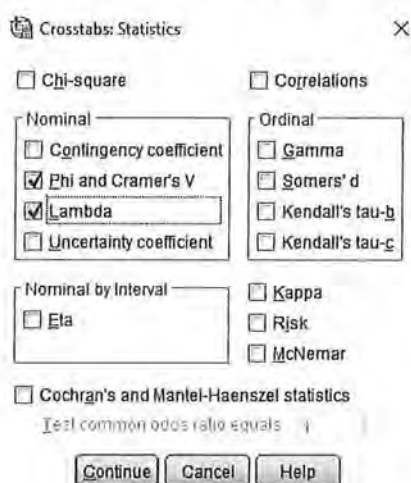 Crosstabs: Statistics
Chi-square
Correlations
Nominal
Contingency coefficient
Phi and Cramer's V
Lambda
Uncertainty coefficient
Ordinal
Gamma
Somers' d
Kendall's tau-b
Kendall's tau-c
Nominal by Interval
Eta
Kappa
Risk
McNemar
Cochran's and Mantel-Haenszel statistics
Test common odds ratio equals
Continue Cancel Help